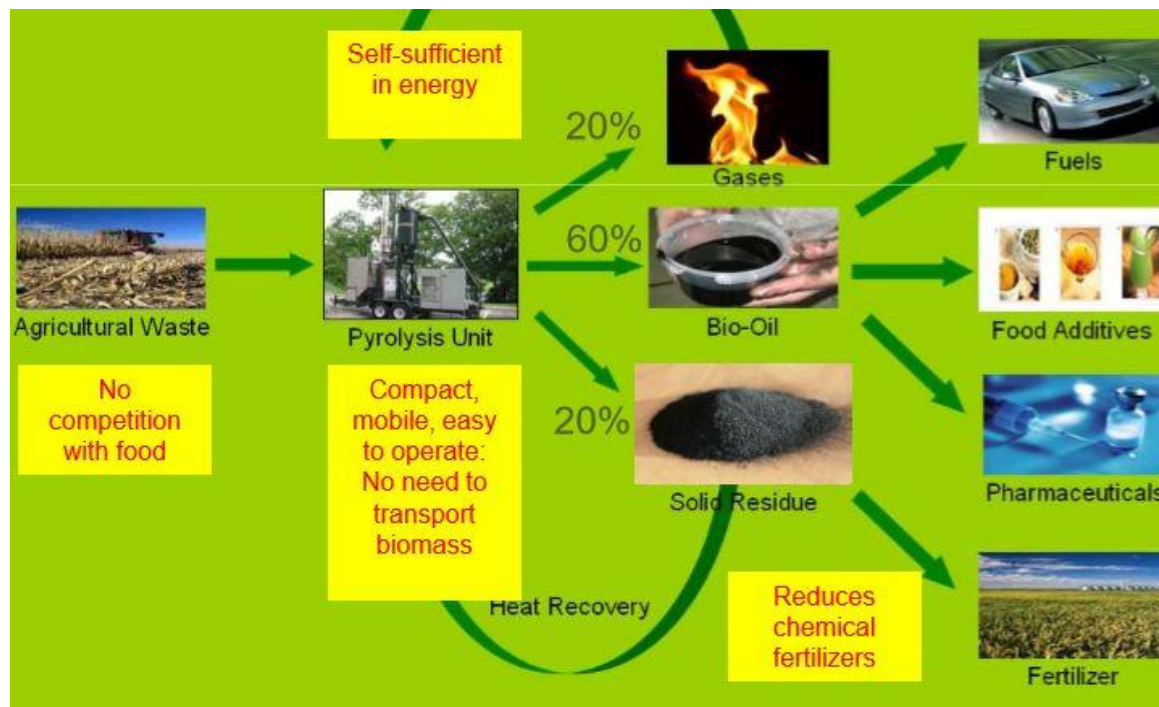 Self-sufficient
in energy
20%
Gases
Fuels
60%
Agricultural Waste
Pyrolysis Unit
Bio-Oil
Food Additives
No
competition
with food
Compact,
mobile, easy
to operate:
No need to
transport
biomass
20%
Solid Residue
Pharmaceuticals
Heat Recovery
Reduces
chemical
fertilizers
Fertilizer